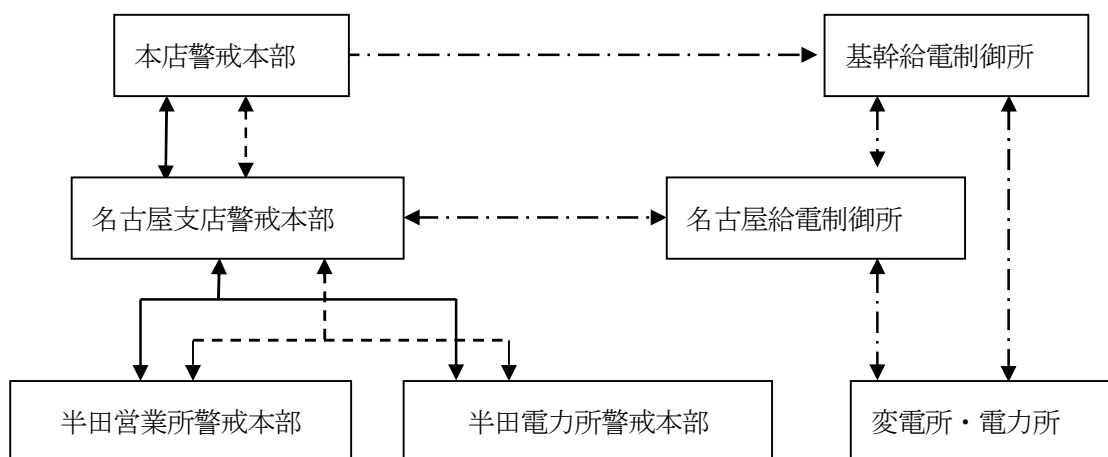 本店警戒本部
基幹給電制御所
名古屋支店警戒本部
名古屋給電制御所
半田営業所警戒本部
半田電力所警戒本部
変電所・電力所